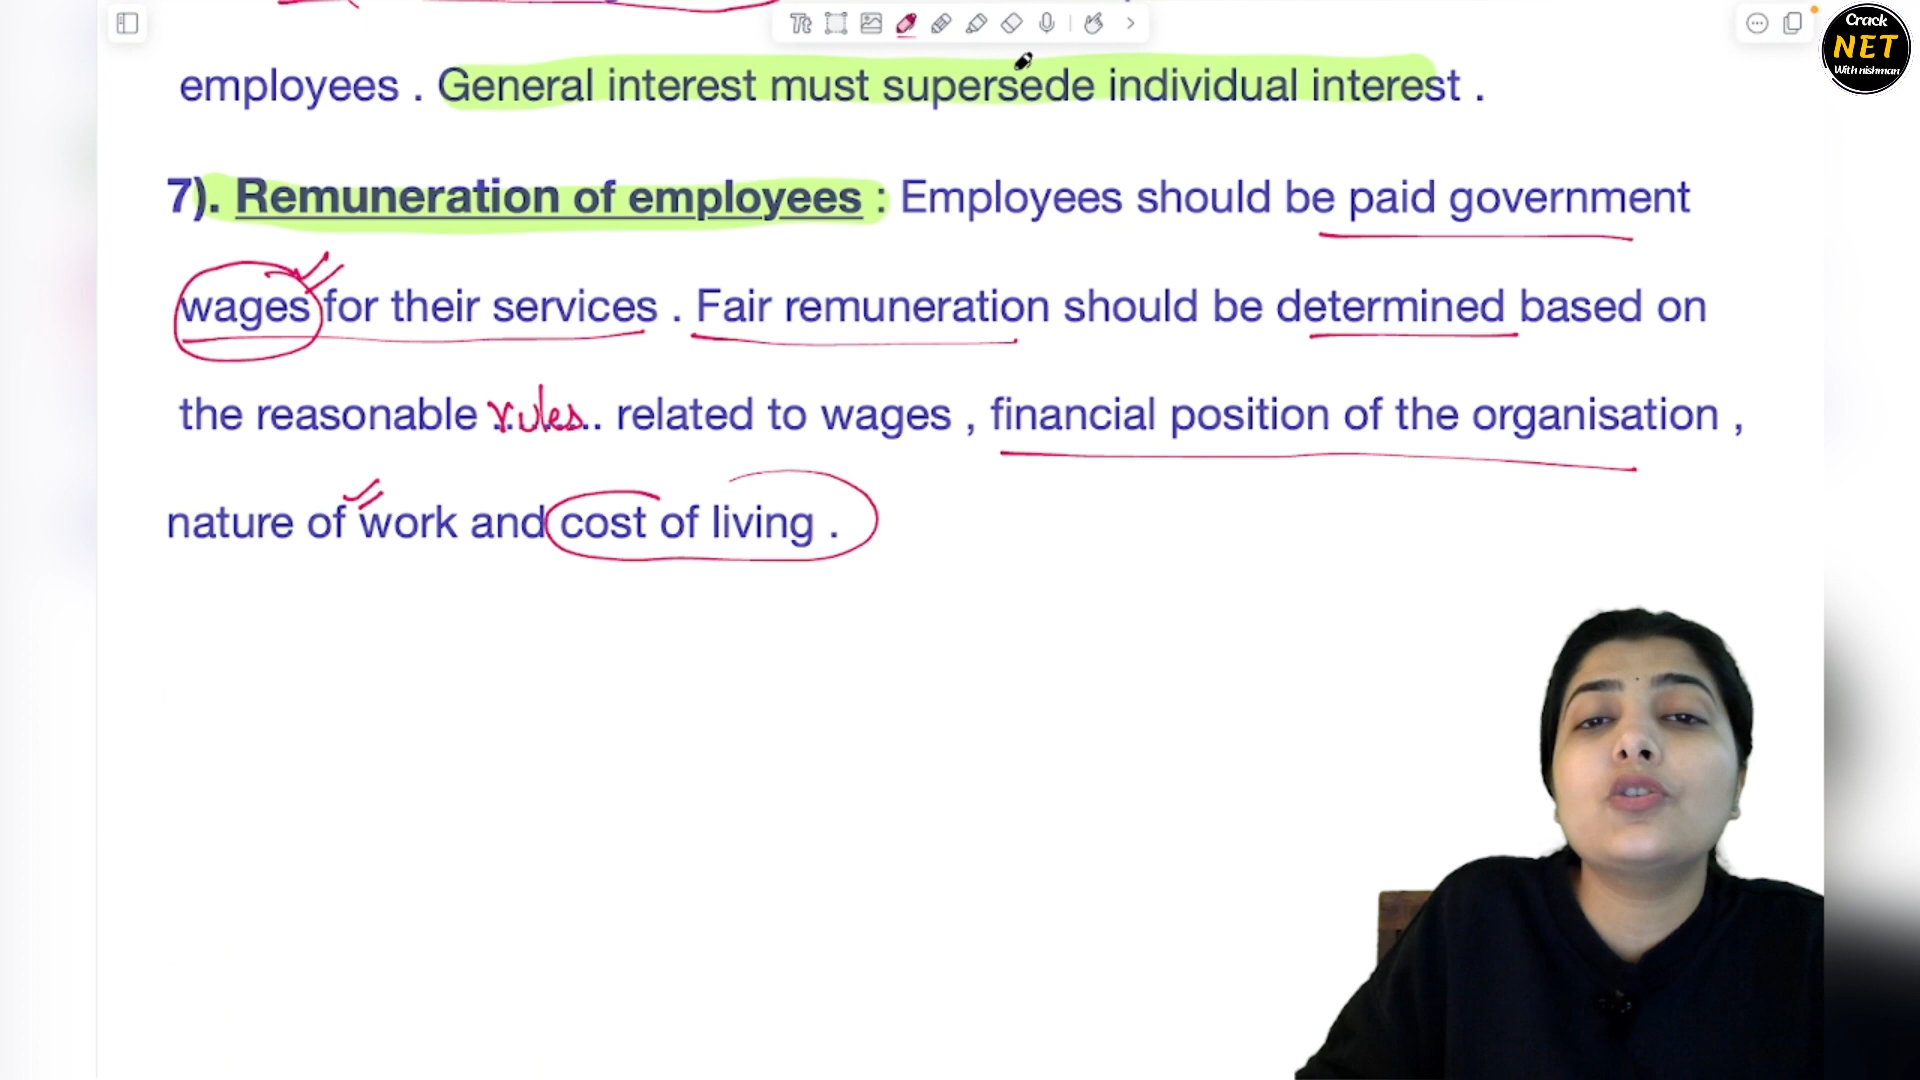 Crack
NET
With nishman
employees . General interest must supersede individual interest .
7). Remuneration of employees : Employees should be paid government
wages for their services . Fair remuneration should be determined based on
the reasonable rules.. related to wages , financial position of the organisation ,
nature of work and cost of living .